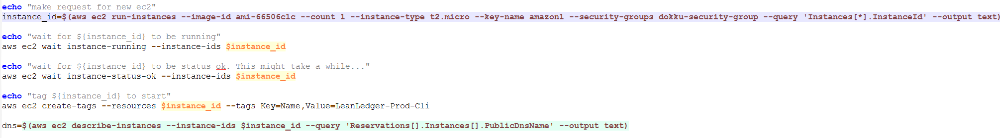 echo "make request for new ec2"
instance_id=$(aws ec2 run-instances --image-id ami-66506c1c --count 1 --instance-type t2.micro --key-name amazon1 --security-groups dokku-security-group --query 'Instances[*].InstanceId' --output text)
echo "wait for ${instance_id} to be running"
aws ec2 wait instance-running --instance-ids $instance_id
echo "wait for ${instance_id} to be status ok. This might take a while..."
aws ec2 wait instance-status-ok --instance-ids $instance_id
echo "tag ${instance_id} to start"
aws ec2 create-tags --resources $instance_id --tags Key=Name,Value=LeanLedger-Prod-Cli
dns=$(aws ec2 describe-instances --instance-ids $instance_id --query 'Reservations[].Instances[].PublicDnsName' --output text)